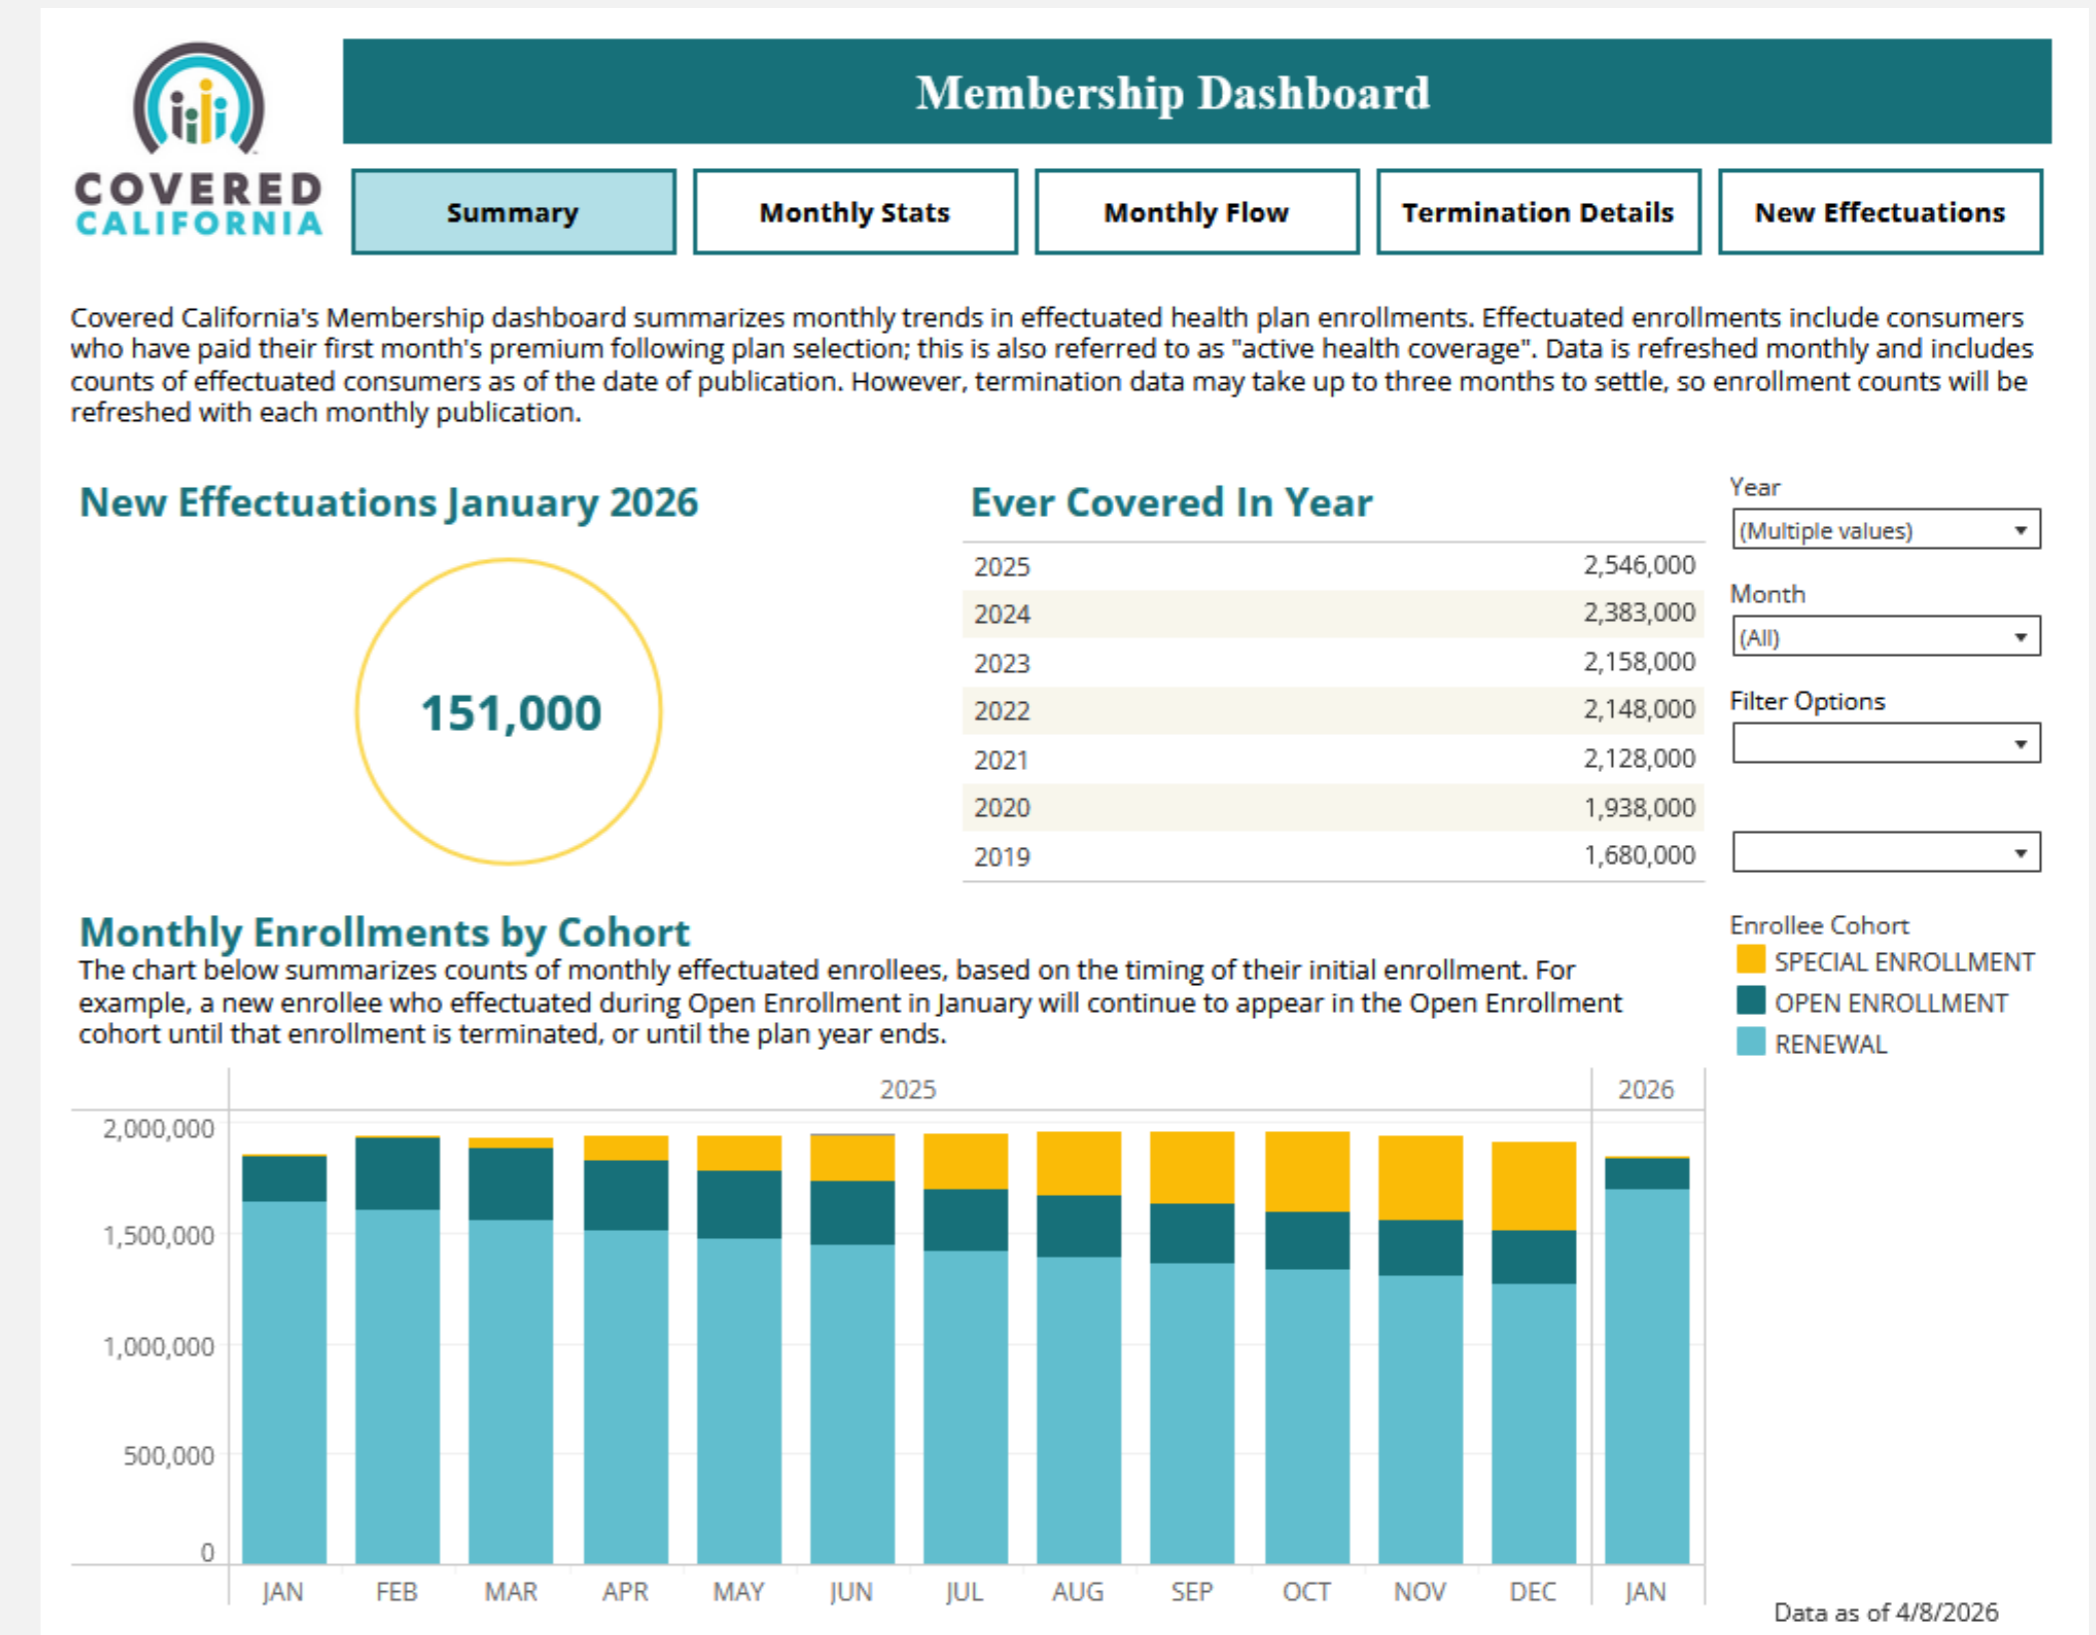 Membership Dashboard
COVERED
CALIFORNIA
Summary
Monthly Stats
Monthly Flow
Termination Details
New Effectuations
Covered California's Membership dashboard summarizes monthly trends in effectuated health plan enrollments. Effectuated enrollments include consumers
who have paid their first month's premium following plan selection; this is also referred to as "active health coverage". Data is refreshed monthly and includes
counts of effectuated consumers as of the date of publication. However, termination data may take up to three months to settle, so enrollment counts will be
refreshed with each monthly publication.
New Effectuations January 2026
151,000
Ever Covered In Year
2025 2,546,000
2024 2,383,000
2023 2,158,000
2022 2,148,000
2021 2,128,000
2020 1,938,000
2019 1,680,000
Year
(Multiple values)
Month
(All)
Filter Options
Monthly Enrollments by Cohort
The chart below summarizes counts of monthly effectuated enrollees, based on the timing of their initial enrollment. For
example, a new enrollee who effectuated during Open Enrollment in January will continue to appear in the Open Enrollment
cohort until that enrollment is terminated, or until the plan year ends.
Enrollee Cohort
SPECIAL ENROLLMENT
OPEN ENROLLMENT
RENEWAL
2025 2026
2,000,000
1,500,000
1,000,000
500,000
0
JAN FEB MAR APR MAY JUN JUL AUG SEP OCT NOV DEC JAN
Data as of 4/8/2026